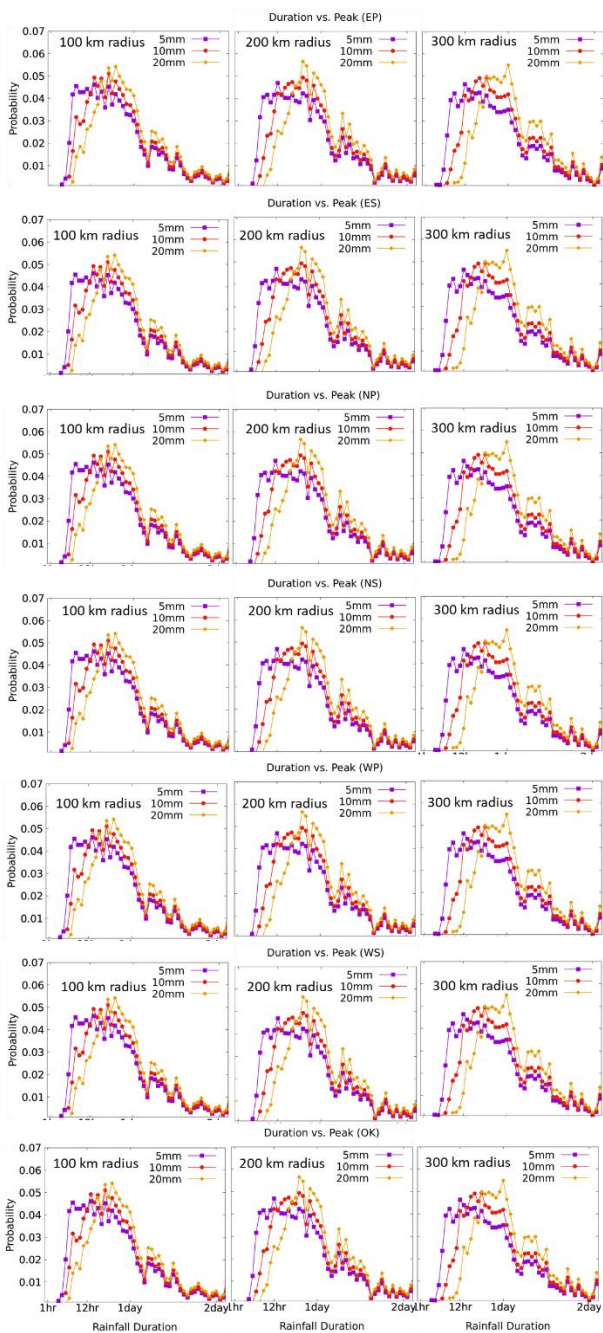 Duration vs. Peak (EP)
0.07
100 km radius 5mm 200 km radius 5mm 300 km radius 5mm
0.06 10mm 10mm 10mm
20mm 20mm 20mm
0.05
0.04
0.03
0.02
0.01
Probability
Duration vs. Peak (ES)
0.07
100 km radius 5mm 200 km radius 5mm 300 km radius 5mm
0.06 10mm 10mm 10mm
20mm 20mm 20mm
0.05
0.04
0.03
0.02
0.01
Probability
Duration vs. Peak (NP)
0.07
100 km radius 5mm 200 km radius 5mm 300 km radius 5mm
0.06 10mm 10mm 10mm
20mm 20mm 20mm
0.05
0.04
0.03
0.02
0.01
Probability
Duration vs. Peak (NS)
0.07
100 km radius 5mm 200 km radius 5mm 300 km radius 5mm
0.06 10mm 10mm 10mm
20mm 20mm 20mm
0.05
0.04
0.03
0.02
0.01
Probability
Duration vs. Peak (WP)
0.07
100 km radius 5mm 200 km radius 5mm 300 km radius 5mm
0.06 10mm 10mm 10mm
20mm 20mm 20mm
0.05
0.04
0.03
0.02
0.01
Probability
Duration vs. Peak (WS)
0.07
100 km radius 5mm 200 km radius 5mm 300 km radius 5mm
0.06 10mm 10mm 10mm
20mm 20mm 20mm
0.05
0.04
0.03
0.02
0.01
Probability
Duration vs. Peak (OK)
0.07
100 km radius 5mm 200 km radius 5mm 300 km radius 5mm
0.06 10mm 10mm 10mm
20mm 20mm 20mm
0.05
0.04
0.03
0.02
0.01
Probability
1hr 12hr 1day 2day 1hr 12hr 1day 2day 1hr 12hr 1day 2day
Rainfall Duration Rainfall Duration Rainfall Duration